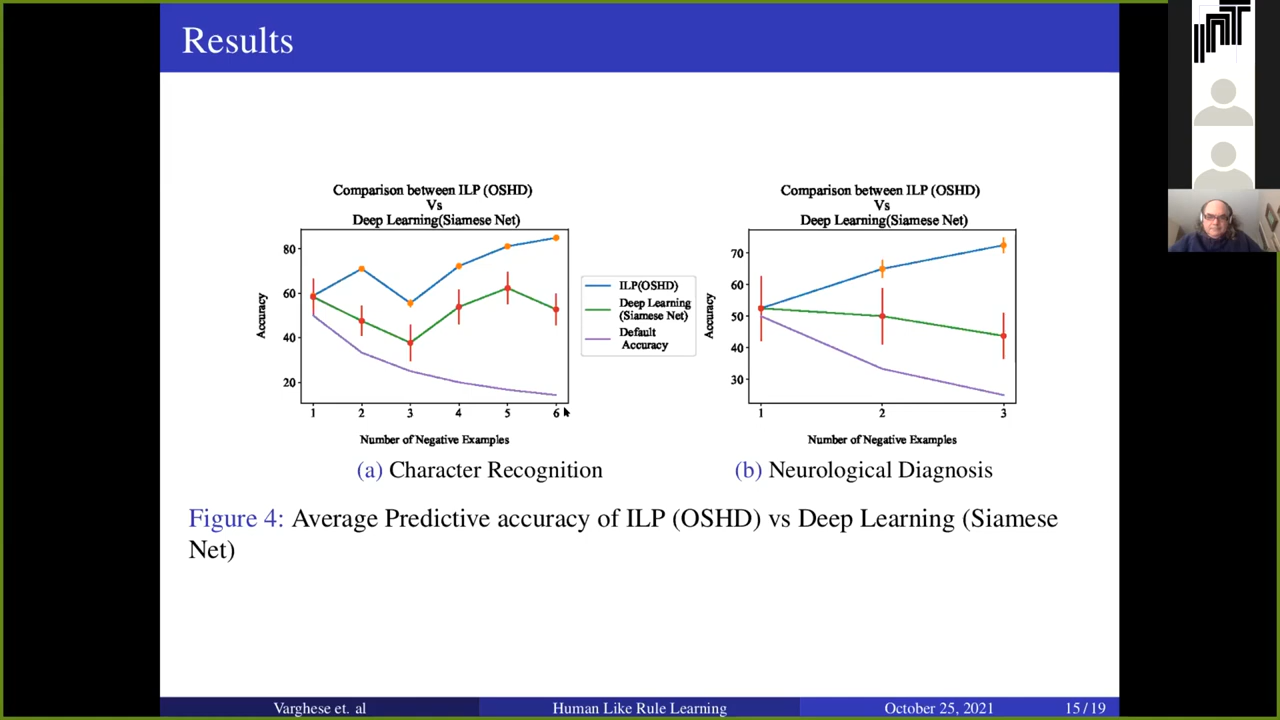 Results
Comparison between ILP (OSHD)
Vs
Deep Learning(Siamese Net)
Accuracy
80
60
40
20
1 2 3 4 5 6
Number of Negative Examples
(a) Character Recognition
ILP(OSHD)
Deep Learning
(Siamese Net)
Default
Accuracy
Comparison between ILP (OSHD)
Vs
Deep Learning(Siamese Net)
Accuracy
70
60
50
40
30
1 2 3
Number of Negative Examples
(b) Neurological Diagnosis
Figure 4: Average Predictive accuracy of ILP (OSHD) vs Deep Learning (Siamese
Net)
Varghese et. al Human Like Rule Learning October 25, 2021 15 / 19